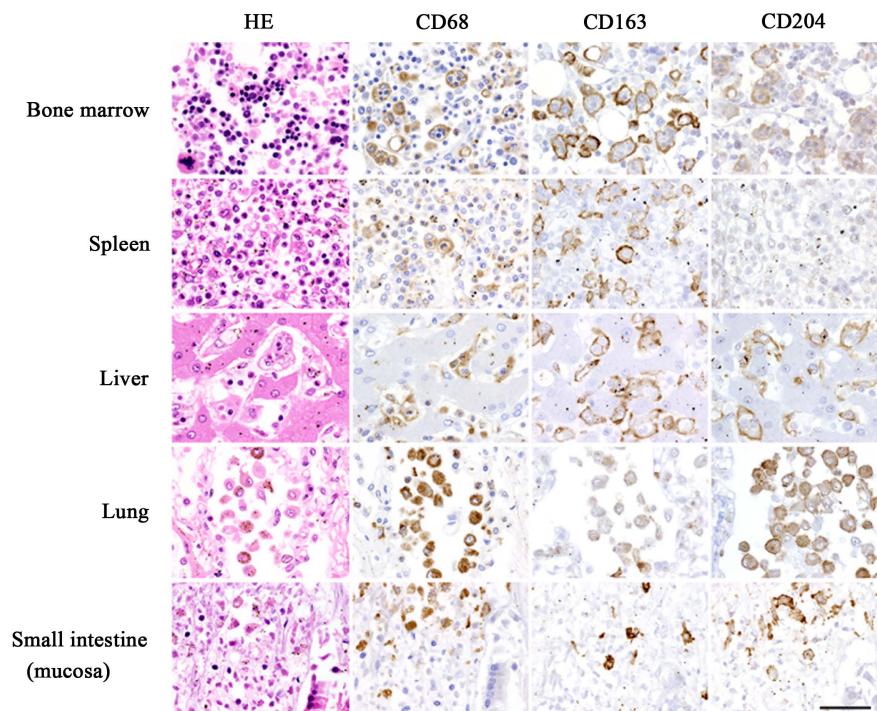 HE CD68 CD163 CD204
Bone marrow
Spleen
Liver
Lung
Small intestine
(mucosa)